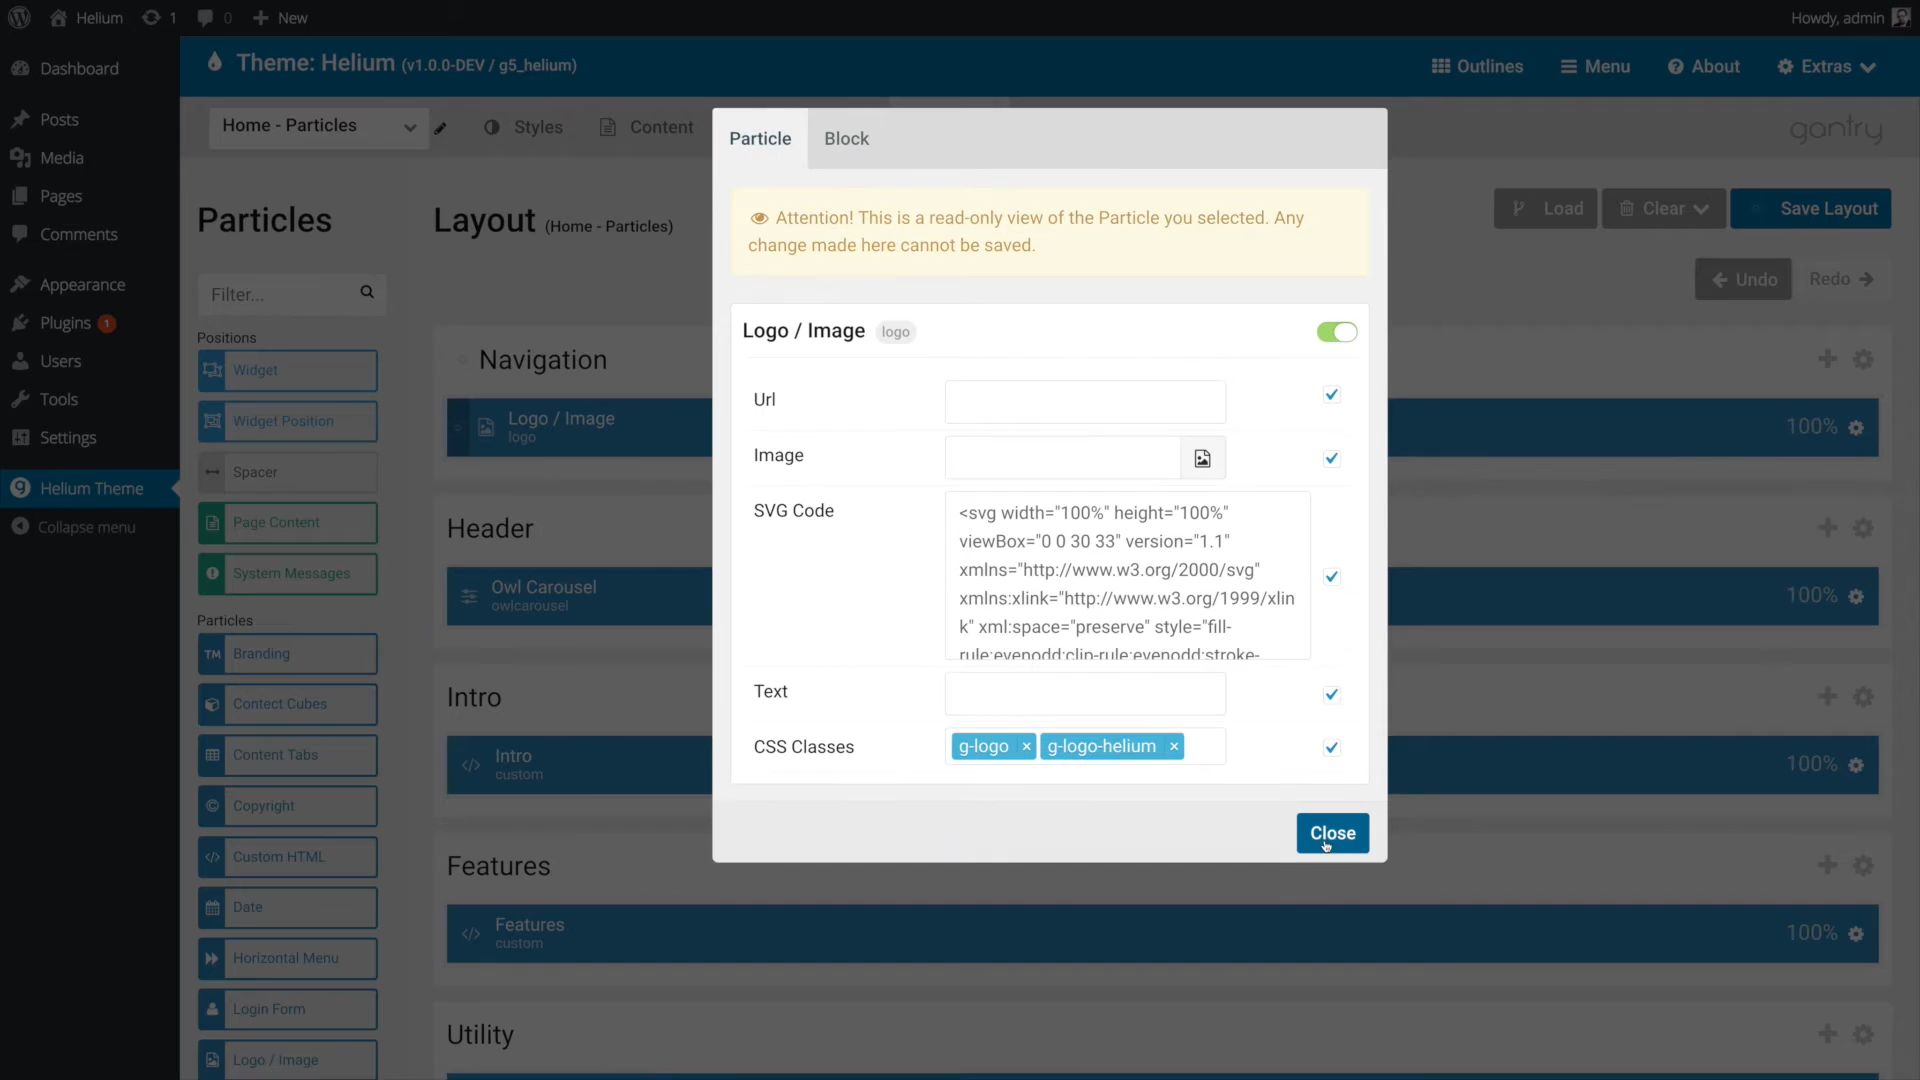 Helium
1
0
New
Howdy, admin
Dashboard
Posts
Media
Pages
Comments
Appearance
Plugins 1
Users
Tools
Settings
Helium Theme
Collapse menu
Theme: Helium (v1.0.0-DEV / g5_helium)
Outlines
Menu
About
Extras
Home - Particles
Styles
Content
gantry
Particles
Filter...
Positions
Widget
Widget Position
Spacer
Page Content
System Messages
Particles
TM Branding
Contect Cubes
Content Tabs
Copyright
Custom HTML
Date
Horizontal Menu
Login Form
Logo / Image
Layout (Home - Particles)
Load
Clear
Save Layout
Undo
Redo
Navigation
Logo / Image
logo
100%
Header
Owl Carousel
owlcarousel
100%
Intro
Intro
custom
100%
Features
Features
custom
100%
Utility
Particle
Block
Attention! This is a read-only view of the Particle you selected. Any
change made here cannot be saved.
Logo / Image logo
Url
Image
SVG Code
<svg width="100%" height="100%"
viewBox="0 0 30 33" version="1.1"
xmlns="http://www.w3.org/2000/svg"
xmlns:xlink="http://www.w3.org/1999/xlin
k" xml:space="preserve" style="fill-
rule:evenodd;clip-rule:evenodd;stroke-
Text
CSS Classes
g-logo × g-logo-helium ×
Close